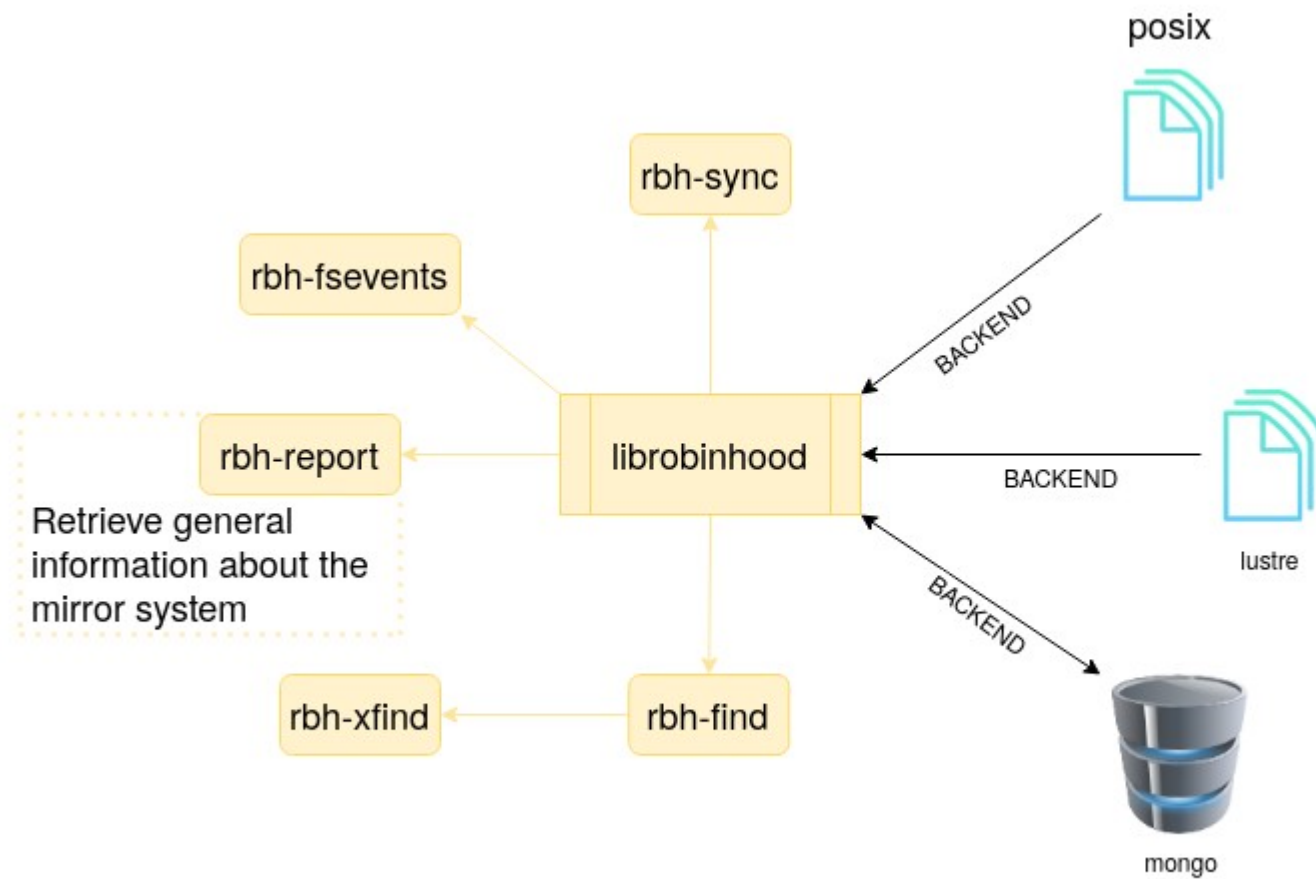 posix
rbh-sync
rbh-fsevents
BACKEND
rbh-report
librobinhood
BACKEND
Retrieve general
information about the
mirror system
lustre
BACKEND
rbh-xfind
rbh-find
mongo